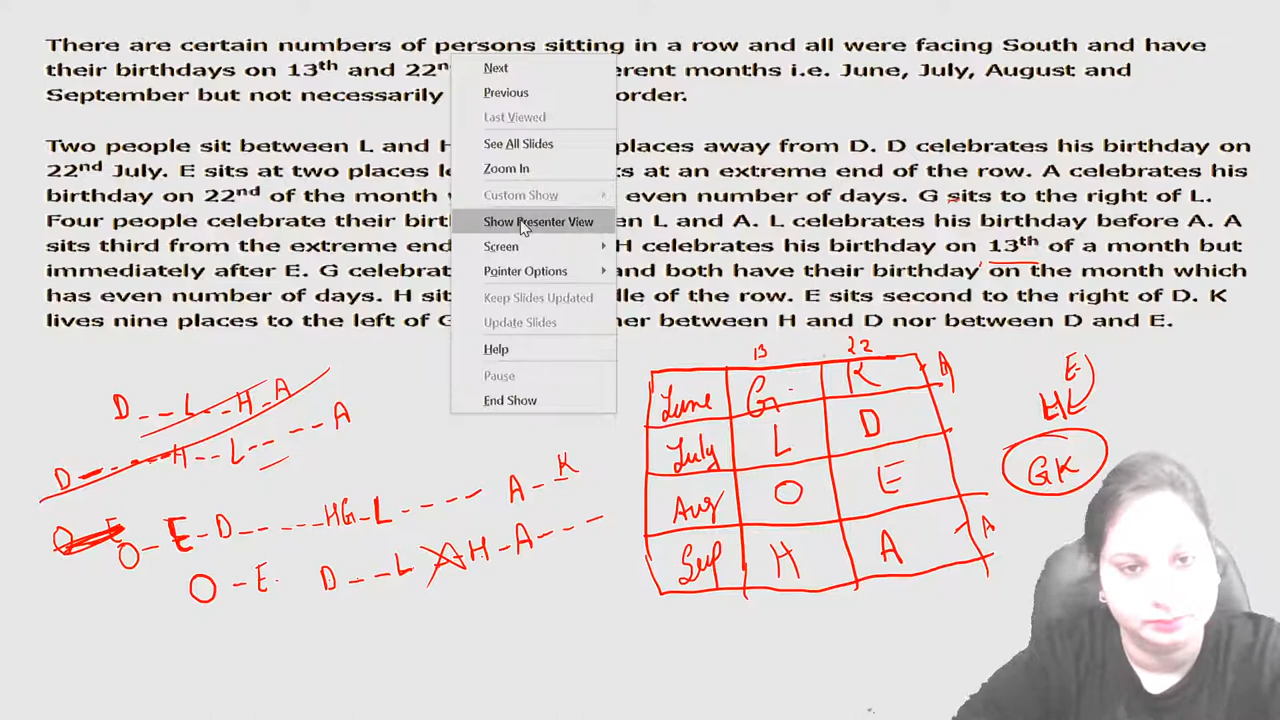 There are certain numbers of persons sitting in a row and all were facing South and have
their birthdays on 13th and 22n erent months i.e. June, July, August and
September but not necessarily order.
Two people sit between L and H places away from D. D celebrates his birthday on
22nd July. E sits at two places l ts at an extreme end of the row. A celebrates his
birthday on 22nd of the month even number of days. G sits to the right of L.
Four people celebrate their birt en L and A. L celebrates his birthday before A. A
sits third from the extreme end H celebrates his birthday on 13th of a month but
immediately after E. G celebrat and both have their birthday on the month which
has even number of days. H sit le of the row. E sits second to the right of D. K
lives nine places to the left of G her between H and D nor between D and E.
Next
Previous
Last Viewed
See All Slides
Zoom In
Custom Show
Show Presenter View
Screen
Pointer Options
Keep Slides Updated
Update Slides
Help
Pause
End Show
D - - L - - H - A
D - - - - - H - - L - - - - A
O - E - D - - - - - HG - L - - - - A - - K
O - E D - - L H - A - - -
13 22
June G K A
July L D
Aug O E
Sep H A A
E
GK